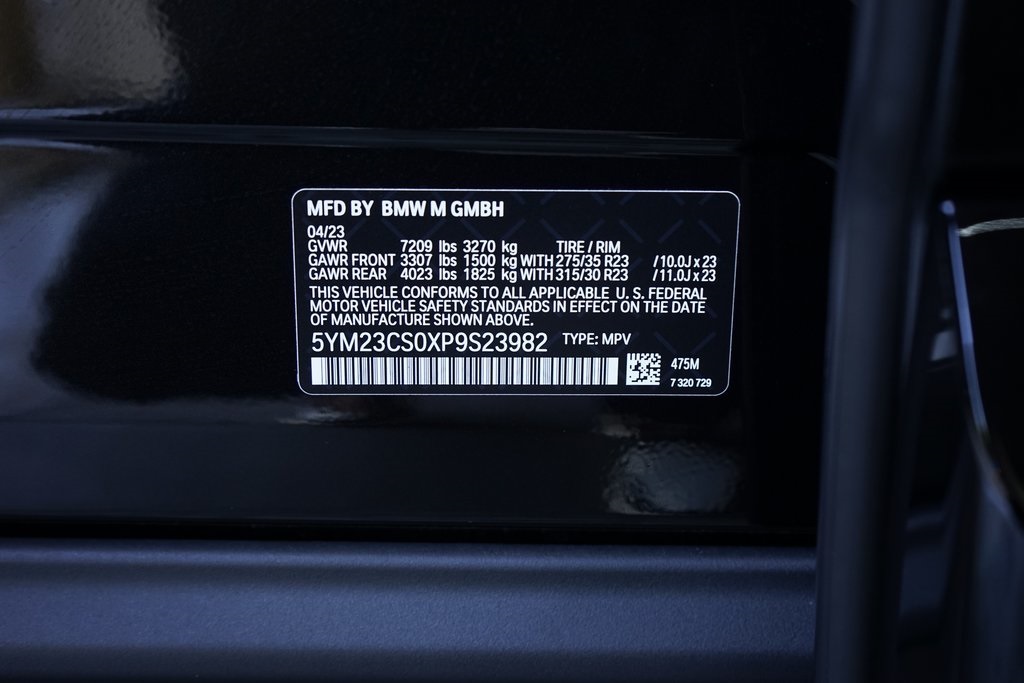 MFD BY BMW M GMBH
04/23
GVWR 7209 lbs 3270 kg TIRE / RIM
GAWR FRONT 3307 lbs 1500 kg WITH 275/35 R23 /10.0J x 23
GAWR REAR 4023 lbs 1825 kg WITH 315/30 R23 /11.0J x 23
THIS VEHICLE CONFORMS TO ALL APPLICABLE U. S. FEDERAL
MOTOR VEHICLE SAFETY STANDARDS IN EFFECT ON THE DATE
OF MANUFACTURE SHOWN ABOVE.
5YM23CS0XP9S23982 TYPE: MPV
475M
7 320 729